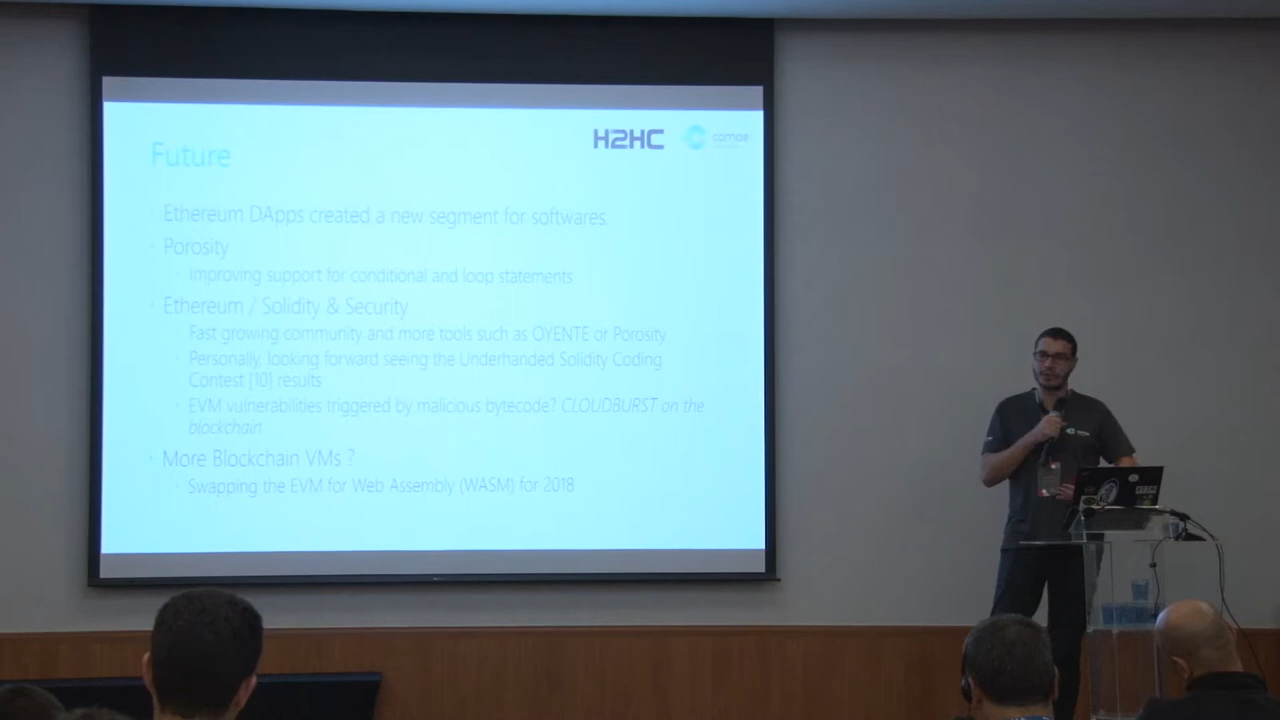 H2HC
comae
Future
Ethereum DApps created a new segment for softwares.
Porosity
Improving support for conditional and loop statements
Ethereum / Solidity & Security
Fast growing community and more tools such as OYENTE or Porosity
Personally, looking forward seeing the Underhanded Solidity Coding
Contest [10] results
EVM vulnerabilities triggered by malicious bytecode? CLOUDBURST on the
blockchain
More Blockchain VMs ?
Swapping the EVM for Web Assembly (WASM) for 2018